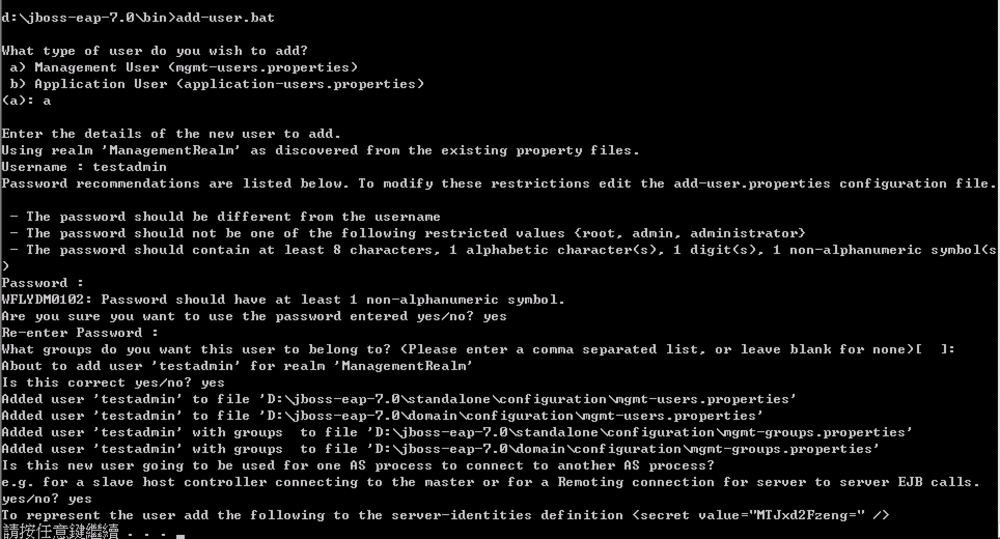 d:\jboss-eap-7.0\bin>add-user.bat
What type of user do you wish to add?
a) Management User (mgmt-users.properties)
b) Application User (application-users.properties)
(a): a
Enter the details of the new user to add.
Using realm 'ManagementRealm' as discovered from the existing property files.
Username : testadmin
Password recommendations are listed below. To modify these restrictions edit the add-user.properties configuration file.
- The password should be different from the username
- The password should not be one of the following restricted values {root, admin, administrator}
- The password should contain at least 8 characters, 1 alphabetic character(s), 1 digit(s), 1 non-alphanumeric symbol(s
)
Password :
WFLYDM0102: Password should have at least 1 non-alphanumeric symbol.
Are you sure you want to use the password entered yes/no? yes
Re-enter Password :
What groups do you want this user to belong to? (Please enter a comma separated list, or leave blank for none)[  ]:
About to add user 'testadmin' for realm 'ManagementRealm'
Is this correct yes/no? yes
Added user 'testadmin' to file 'D:\jboss-eap-7.0\standalone\configuration\mgmt-users.properties'
Added user 'testadmin' to file 'D:\jboss-eap-7.0\domain\configuration\mgmt-users.properties'
Added user 'testadmin' with groups  to file 'D:\jboss-eap-7.0\standalone\configuration\mgmt-groups.properties'
Added user 'testadmin' with groups  to file 'D:\jboss-eap-7.0\domain\configuration\mgmt-groups.properties'
Is this new user going to be used for one AS process to connect to another AS process?
e.g. for a slave host controller connecting to the master or for a Remoting connection for server to server EJB calls.
yes/no? yes
To represent the user add the following to the server-identities definition <secret value="MTJxd2Fzeng=" />
請按任意鍵繼續 . . .